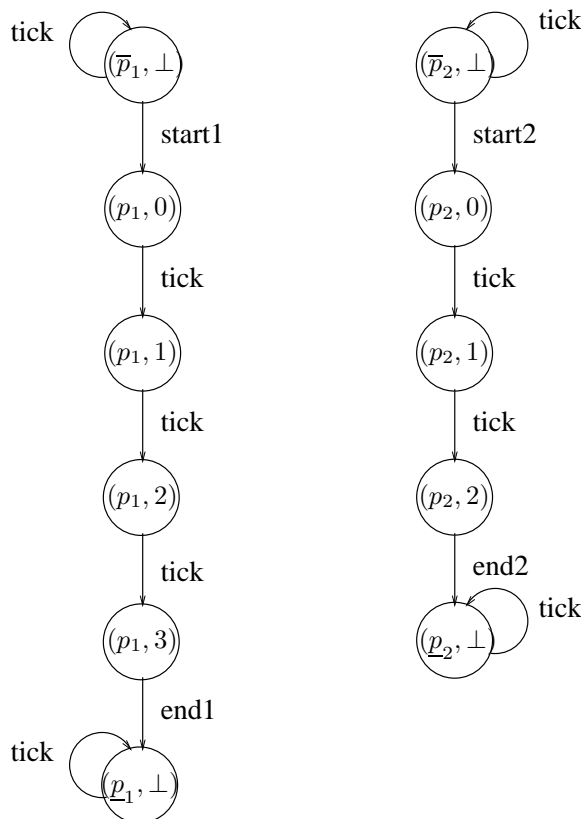 tick
(p̅₁, ⊥)
start1
(p₁, 0)
tick
(p₁, 1)
tick
(p₁, 2)
tick
(p₁, 3)
end1
tick
(p̲₁, ⊥)
tick
(p̅₂, ⊥)
start2
(p₂, 0)
tick
(p₂, 1)
tick
(p₂, 2)
end2
tick
(p̲₂, ⊥)